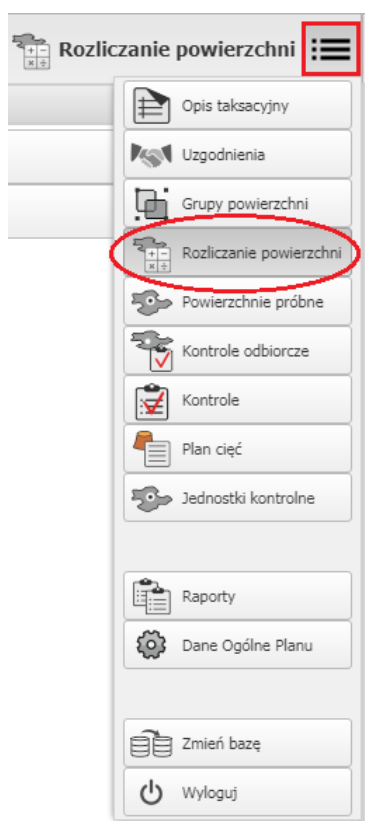 Rozliczanie powierzchni
Opis taksacyjny
Uzgodnienia
Grupy powierzchni
Rozliczanie powierzchni
Powierzchnie próbne
Kontrole odbiorcze
Kontrole
Plan cięć
Jednostki kontrolne
Raporty
Dane Ogólne Planu
Zmień bazę
Wyloguj